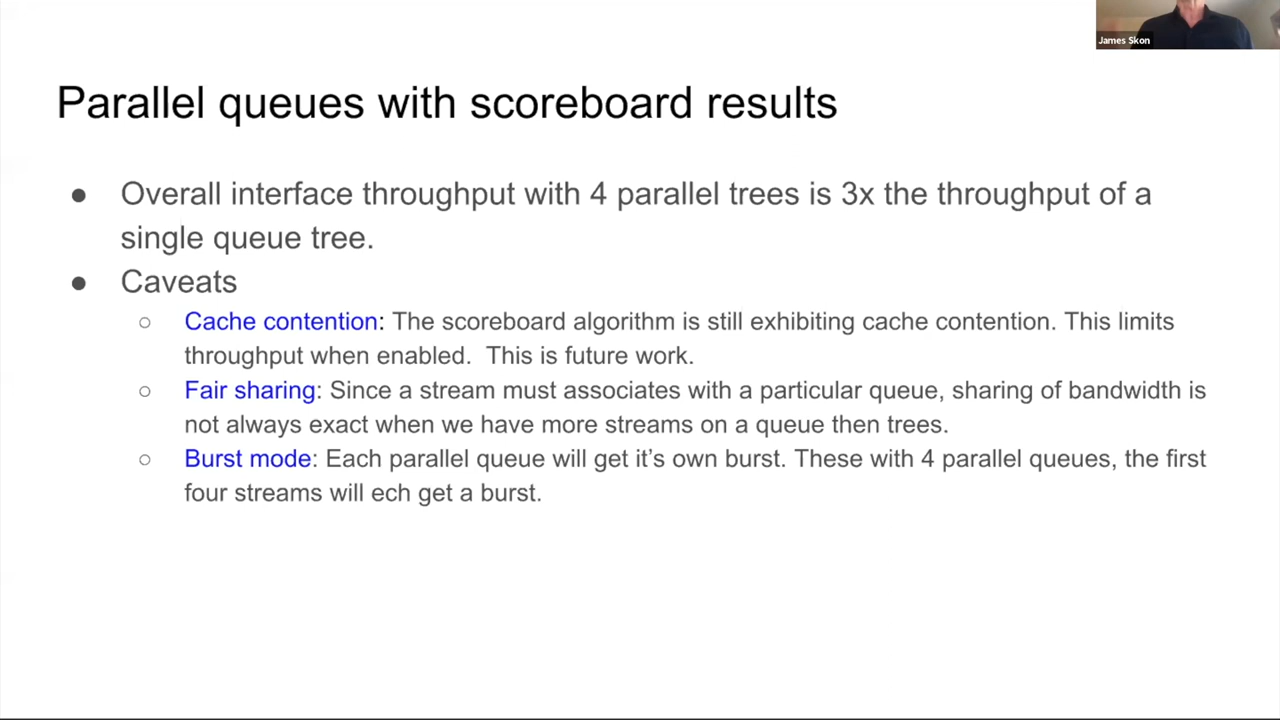 James Skon
Parallel queues with scoreboard results
● Overall interface throughput with 4 parallel trees is 3x the throughput of a
single queue tree.
● Caveats
○ Cache contention: The scoreboard algorithm is still exhibiting cache contention. This limits
throughput when enabled.  This is future work.
○ Fair sharing: Since a stream must associates with a particular queue, sharing of bandwidth is
not always exact when we have more streams on a queue then trees.
○ Burst mode: Each parallel queue will get it’s own burst. These with 4 parallel queues, the first
four streams will ech get a burst.